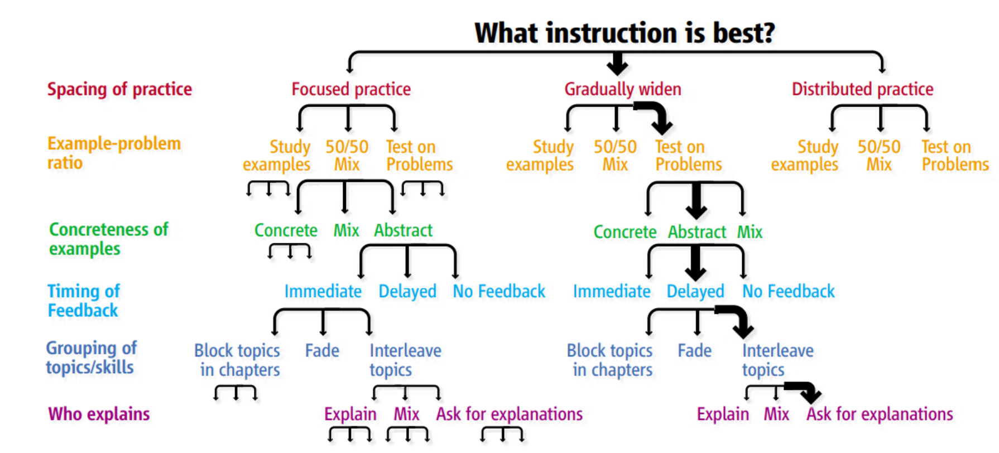 What instruction is best?
Spacing of practice
Focused practice
Gradually widen
Distributed practice
Example-problem
ratio
Study
examples
50/50
Mix
Test on
Problems
Study
examples
50/50
Mix
Test on
Problems
Study
examples
50/50
Mix
Test on
Problems
Concreteness of
examples
Concrete
Mix
Abstract
Concrete
Abstract
Mix
Timing of
Feedback
Immediate
Delayed
No Feedback
Immediate
Delayed
No Feedback
Grouping of
topics/skills
Block topics
in chapters
Fade
Interleave
topics
Block topics
in chapters
Fade
Interleave
topics
Who explains
Explain
Mix
Ask for explanations
Explain
Mix
Ask for explanations